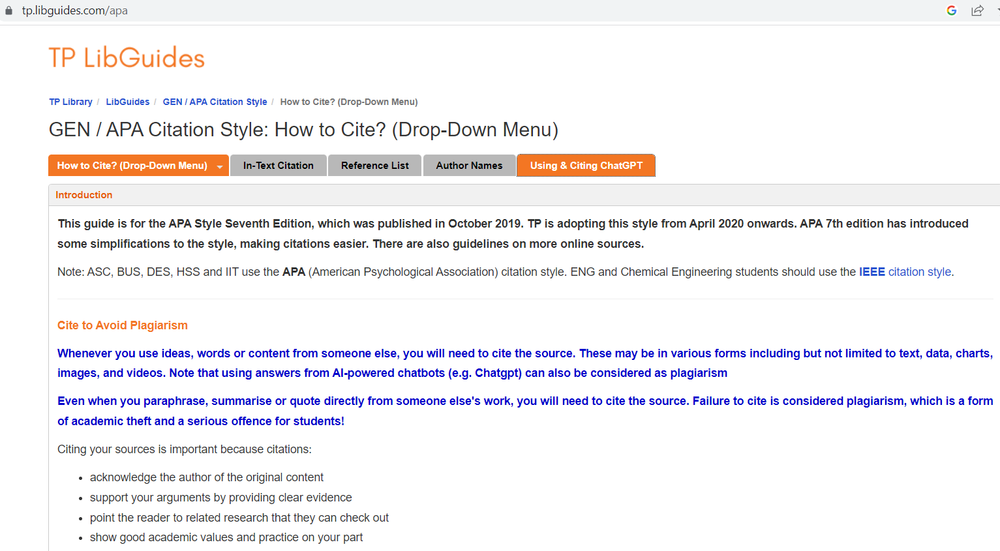 tp.libguides.com/apa
TP LibGuides
TP Library / LibGuides / GEN / APA Citation Style / How to Cite? (Drop-Down Menu)
GEN / APA Citation Style: How to Cite? (Drop-Down Menu)
How to Cite? (Drop-Down Menu) In-Text Citation Reference List Author Names Using & Citing ChatGPT
Introduction
This guide is for the APA Style Seventh Edition, which was published in October 2019. TP is adopting this style from April 2020 onwards. APA 7th edition has introduced
some simplifications to the style, making citations easier. There are also guidelines on more online sources.
Note: ASC, BUS, DES, HSS and IIT use the APA (American Psychological Association) citation style. ENG and Chemical Engineering students should use the IEEE citation style.
Cite to Avoid Plagiarism
Whenever you use ideas, words or content from someone else, you will need to cite the source. These may be in various forms including but not limited to text, data, charts,
images, and videos. Note that using answers from AI-powered chatbots (e.g. Chatgpt) can also be considered as plagiarism
Even when you paraphrase, summarise or quote directly from someone else's work, you will need to cite the source. Failure to cite is considered plagiarism, which is a form
of academic theft and a serious offence for students!
Citing your sources is important because citations:
• acknowledge the author of the original content
• support your arguments by providing clear evidence
• point the reader to related research that they can check out
• show good academic values and practice on your part